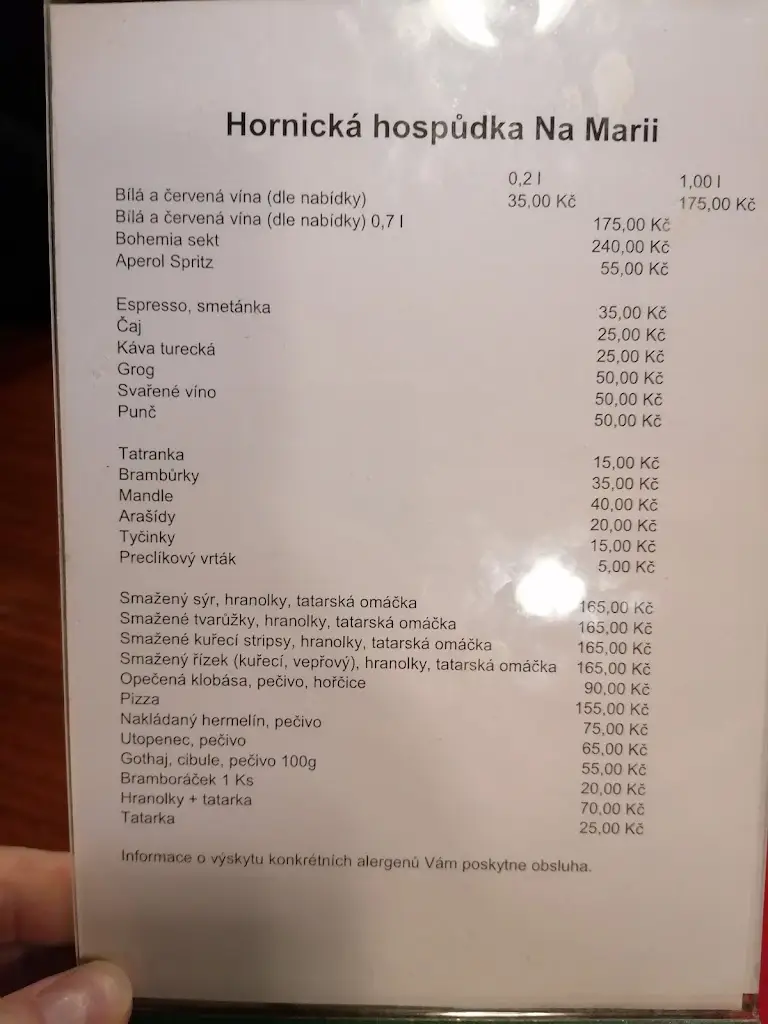 Hornická hospůdka Na Marii
0,2 l 1,00 l
Bílá a červená vína (dle nabídky) 35,00 Kč 175,00 Kč
Bílá a červená vína (dle nabídky) 0,7 l 175,00 Kč
Bohemia sekt 240,00 Kč
Aperol Spritz 55,00 Kč
Espresso, smetánka 35,00 Kč
Čaj 25,00 Kč
Káva turecká 25,00 Kč
Grog 50,00 Kč
Svařené víno 50,00 Kč
Punč 50,00 Kč
Tatranka 15,00 Kč
Brambůrky 35,00 Kč
Mandle 40,00 Kč
Arašídy 20,00 Kč
Tyčinky 15,00 Kč
Preclíkový vrták 5,00 Kč
Smažený sýr, hranolky, tatarská omáčka 165,00 Kč
Smažené tvarůžky, hranolky, tatarská omáčka 165,00 Kč
Smažené kuřecí stripsy, hranolky, tatarská omáčka 165,00 Kč
Smažený řízek (kuřecí, vepřový), hranolky, tatarská omáčka 165,00 Kč
Opečená klobása, pečivo, hořčice 90,00 Kč
Pizza 155,00 Kč
Nakládaný hermelín, pečivo 75,00 Kč
Utopenec, pečivo 65,00 Kč
Gothaj, cibule, pečivo 100g 55,00 Kč
Bramboráček 1 Ks 20,00 Kč
Hranolky + tatarka 70,00 Kč
Tatarka 25,00 Kč
Informace o výskytu konkrétních alergenů Vám poskytne obsluha.